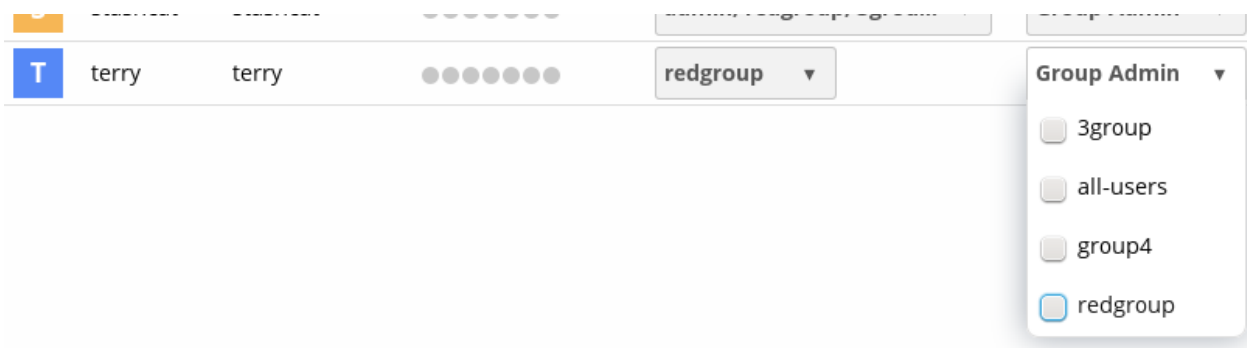 T terry terry ●●●●●●● redgroup ▼ Group Admin ▼
3group
all-users
group4
redgroup